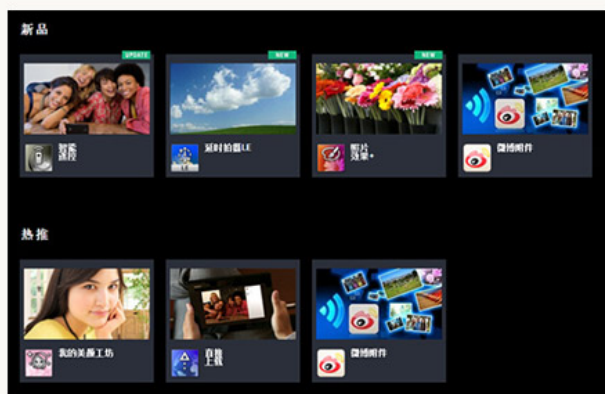 新品
UPDATE
NEW
NEW
智能
遥控
延时拍摄LE
照片
效果+
微博附件
热推
我的美颜工坊
直接
上载
微博附件